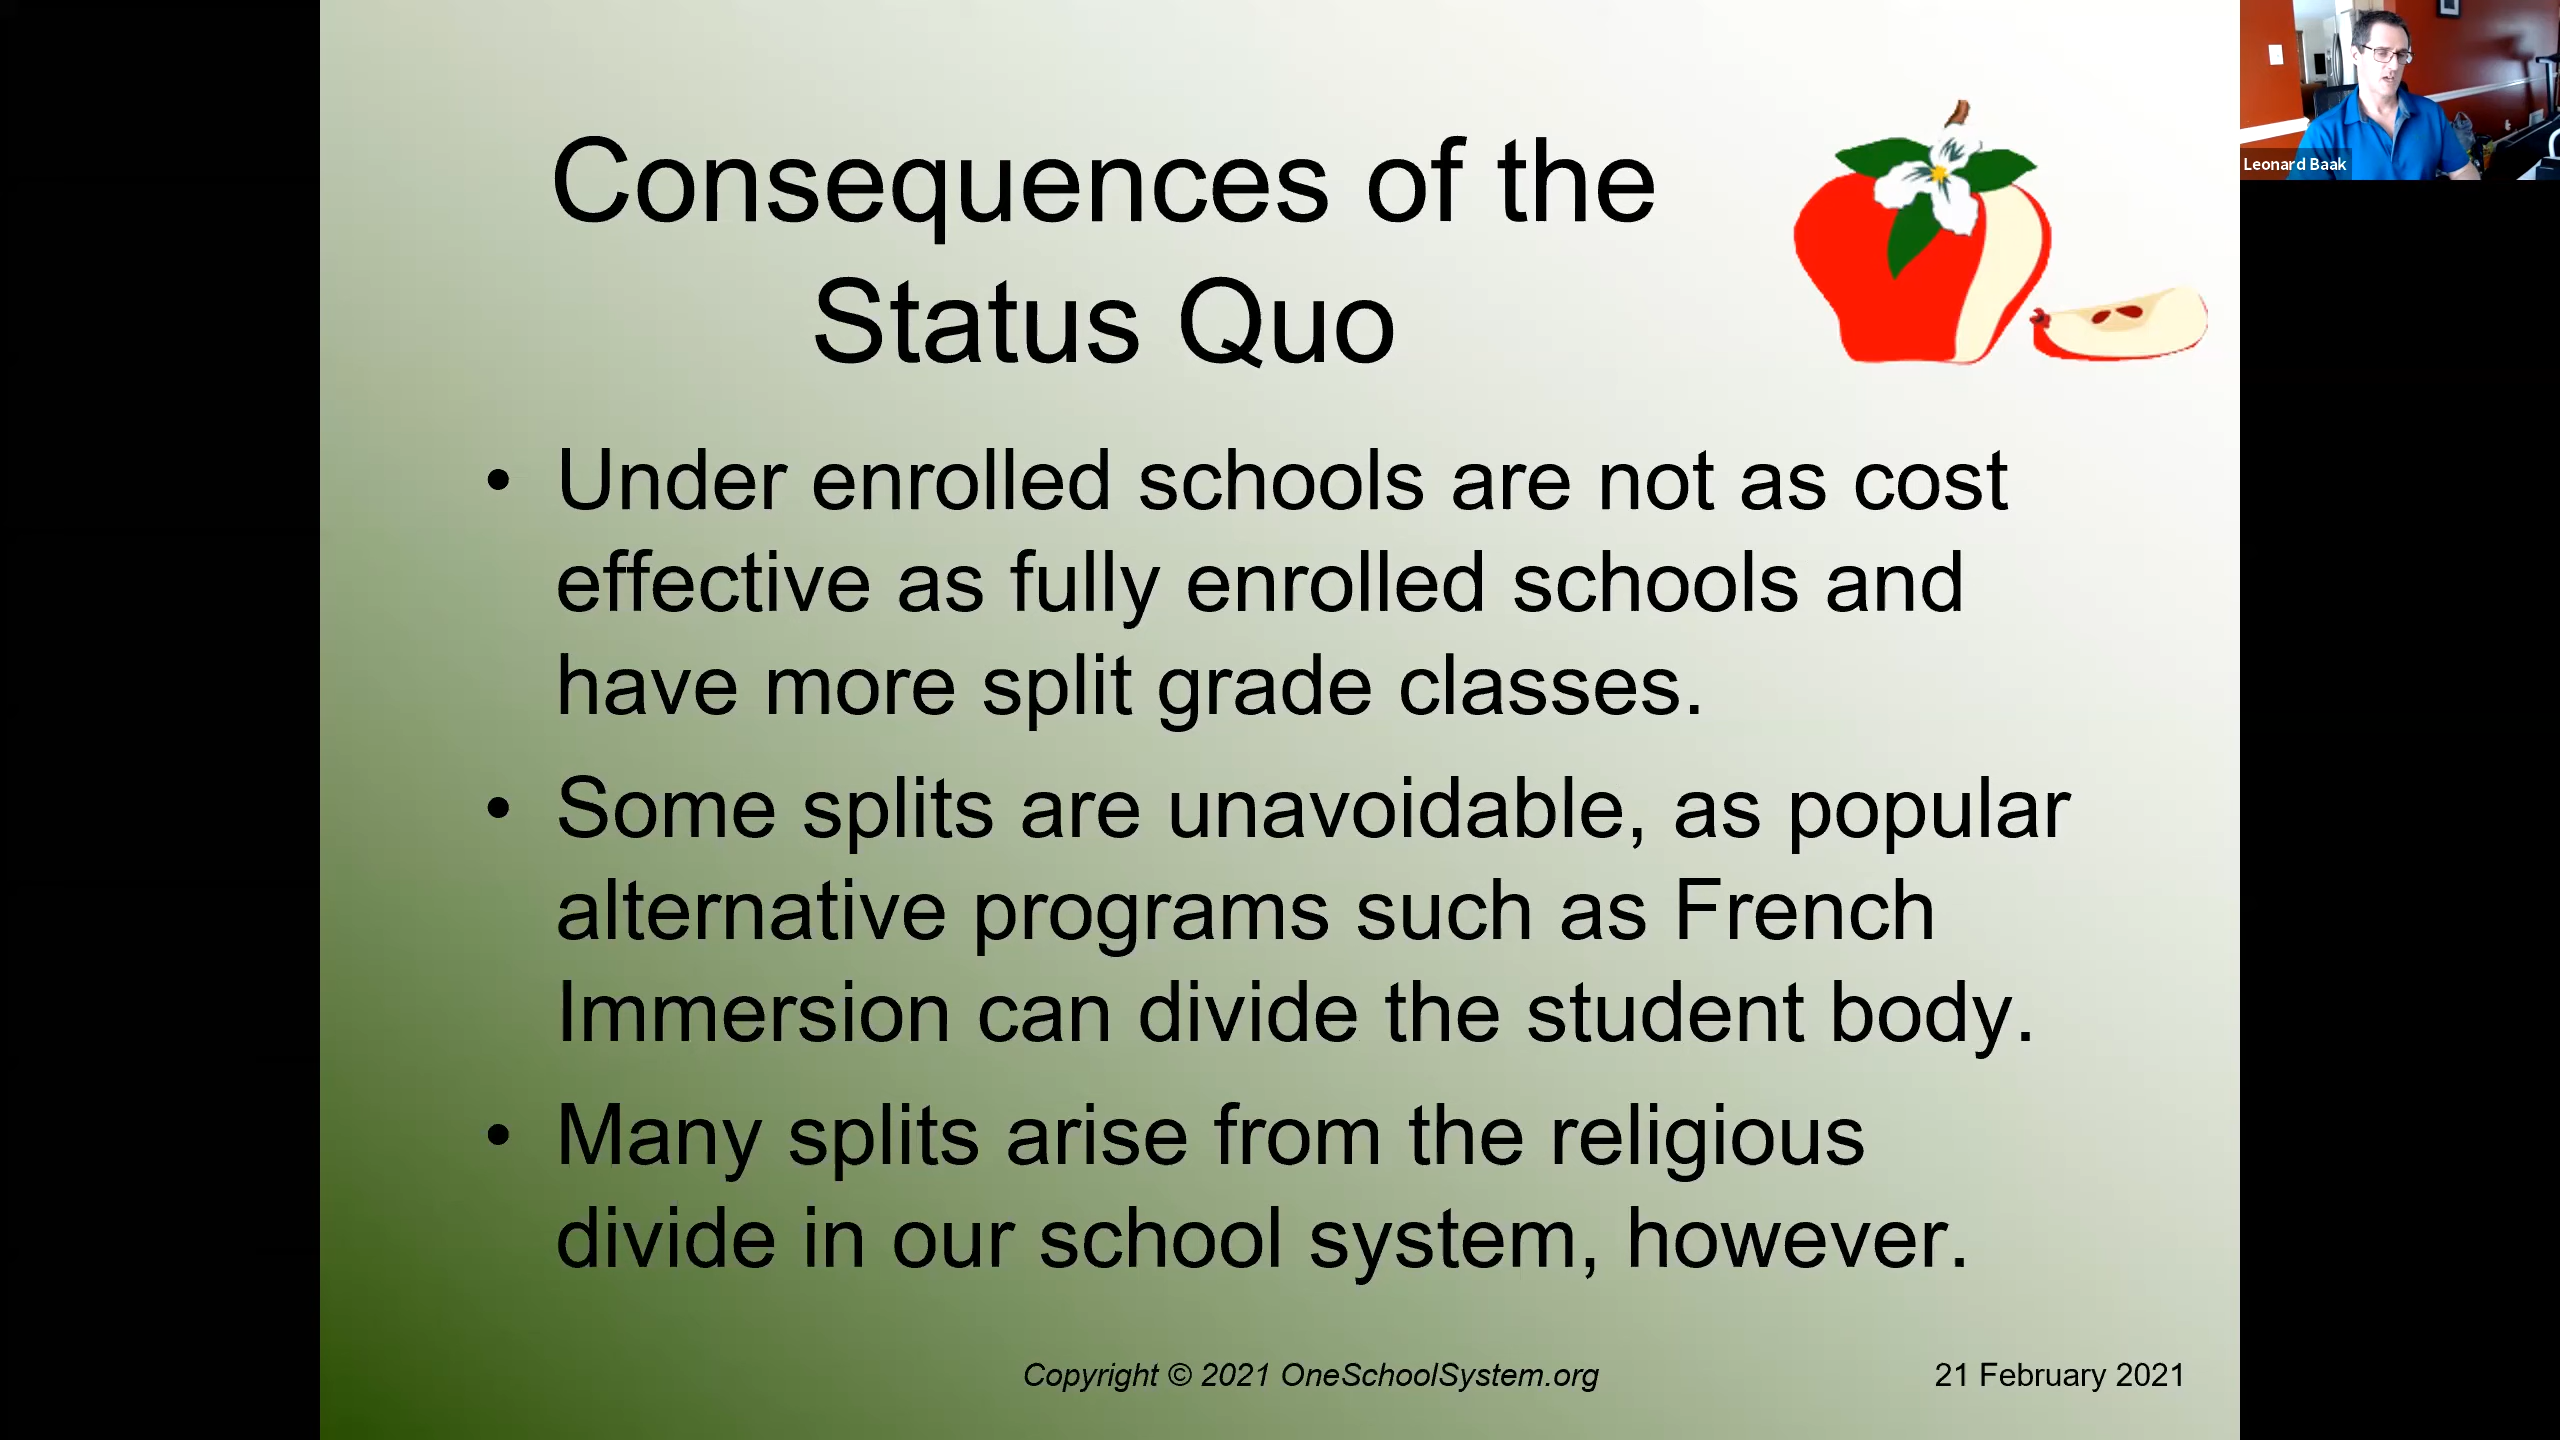 Consequences of the
Status Quo
Leonard Baak
• Under enrolled schools are not as cost
effective as fully enrolled schools and
have more split grade classes.
• Some splits are unavoidable, as popular
alternative programs such as French
Immersion can divide the student body.
• Many splits arise from the religious
divide in our school system, however.
Copyright © 2021 OneSchoolSystem.org
21 February 2021